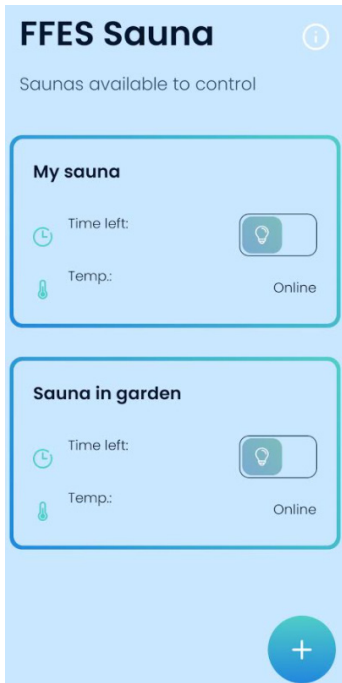 FFES Sauna
Saunas available to control
My sauna
Time left:
Temp.:
Online
Sauna in garden
Time left:
Temp.:
Online